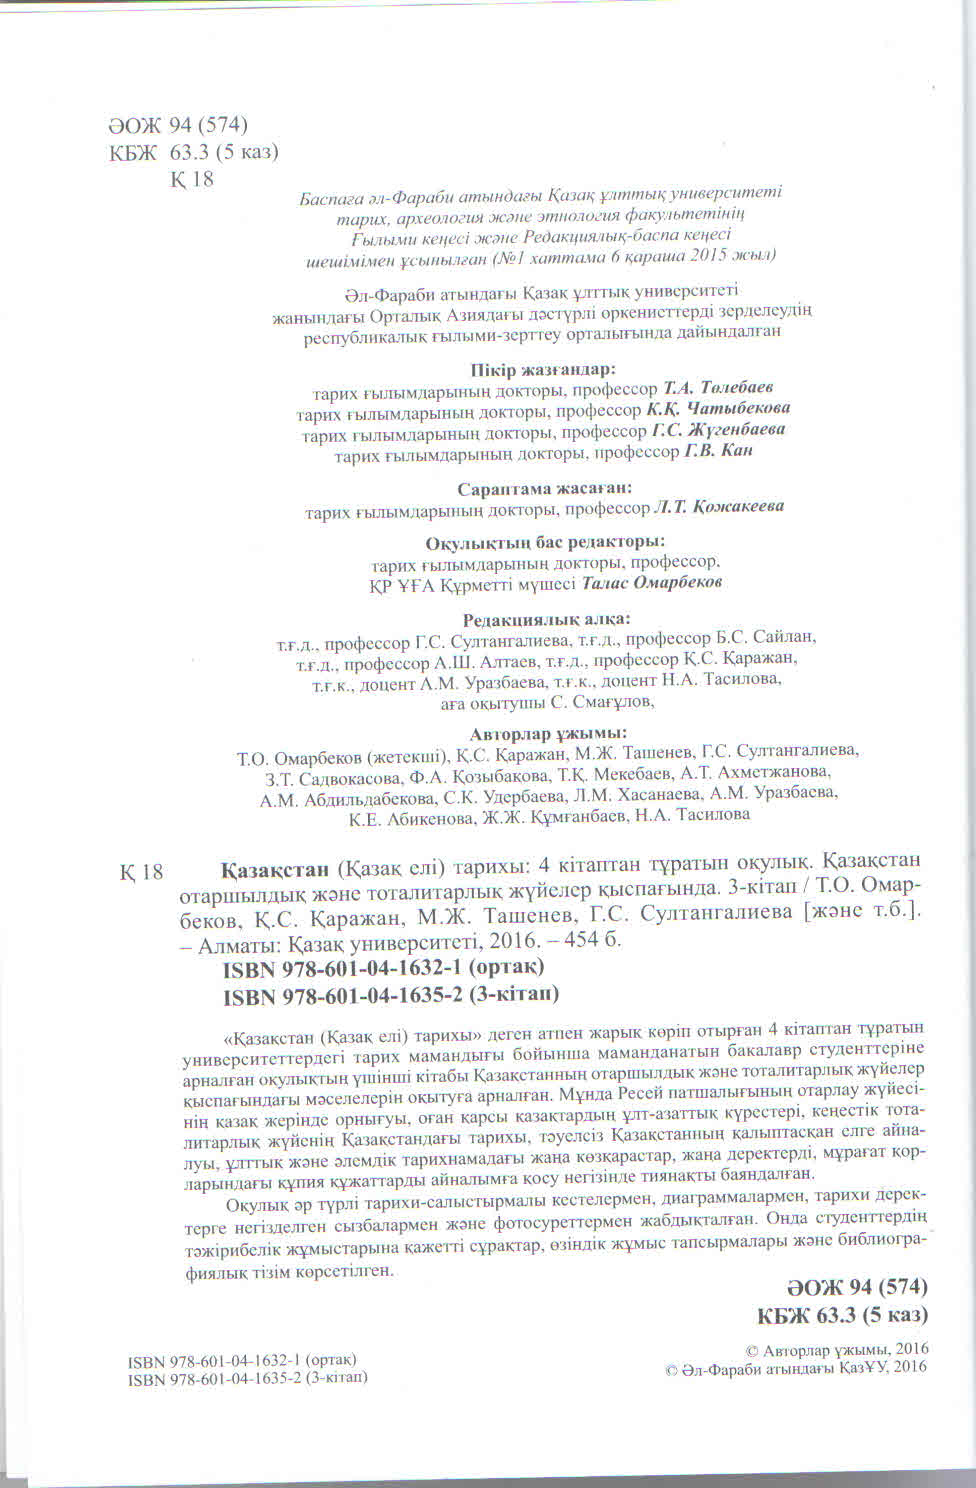 ӘОЖ 94 (574)
КБЖ 63.3 (5 каз)
Қ 18
Баспаға әл-Фараби атындағы Қазақ ұлттық университеті
тарих, археология және этнология факультетінің
Ғылыми кеңесі және Редакциялық-баспа кеңесі
шешімімен ұсынылған (№1 хаттама 6 қараша 2015 жыл)
Әл-Фараби атындағы Қазақ ұлттық университеті
жанындағы Орталық Азиядағы дәстүрлі өркениеттерді зерделеудің
республикалық ғылыми-зерттеу орталығында дайындалған
Пікір жазғандар:
тарих ғылымдарының докторы, профессор Т.А. Төлебаев
тарих ғылымдарының докторы, профессор К.Қ. Чатыбекова
тарих ғылымдарының докторы, профессор Г.С. Жүгенбаева
тарих ғылымдарының докторы, профессор Г.В. Кан
Сараптама жасаған:
тарих ғылымдарының докторы, профессор Л.Т. Қожакеева
Оқулықтың бас редакторы:
тарих ғылымдарының докторы, профессор,
ҚР ҰҒА Құрметті мүшесі Талас Омарбеков
Редакциялық алқа:
т.ғ.д., профессор Г.С. Султангалиева, т.ғ.д., профессор Б.С. Сайлан,
т.ғ.д., профессор А.Ш. Алтаев, т.ғ.д., профессор Қ.С. Қаражан,
т.ғ.к., доцент А.М. Уразбаева, т.ғ.к., доцент Н.А. Тасилова,
аға оқытушы С. Смағұлов,
Авторлар ұжымы:
Т.О. Омарбеков (жетекші), Қ.С. Қаражан, М.Ж. Ташенев, Г.С. Султангалиева,
З.Т. Садвокасова, Ф.А. Қозыбакова, Т.Қ. Мекебаев, А.Т. Ахметжанова,
А.М. Абдильдабекова, С.К. Удербаева, Л.М. Хасанаева, А.М. Уразбаева,
К.Е. Абикенова, Ж.Ж. Құмғанбаев, Н.А. Тасилова
Қ 18 Қазақстан (Қазақ елі) тарихы: 4 кітаптан тұратын оқулық. Қазақстан
отаршылдық және тоталитарлық жүйелер қыспағында. 3-кітап / Т.О. Омар-
беков, Қ.С. Қаражан, М.Ж. Ташенев, Г.С. Султангалиева [және т.б.].
– Алматы: Қазақ университеті, 2016. – 454 б.
ISBN 978-601-04-1632-1 (ортақ)
ISBN 978-601-04-1635-2 (3-кітап)
«Қазақстан (Қазақ елі) тарихы» деген атпен жарық көріп отырған 4 кітаптан тұратын
университеттердегі тарих мамандығы бойынша маманданатын бакалавр студенттеріне
арналған оқулықтың үшінші кітабы Қазақстанның отаршылдық және тоталитарлық жүйелер
қыспағындағы мәселелерін оқытуға арналған. Мұнда Ресей патшалығының отарлау жүйесі-
нің қазақ жерінде орнығуы, оған қарсы қазақтардың ұлт-азаттық күрестері, кеңестік тота-
литарлық жүйенің Қазақстандағы тарихы, тәуелсіз Қазақстанның қалыптасқан елге айна-
луы, ұлттық және әлемдік тарихнамадағы жаңа көзқарастар, жаңа деректерді, мұрағат қор-
ларындағы құпия құжаттарды айналымға қосу негізінде тиянақты баяндалған.
Оқулық әр түрлі тарихи-салыстырмалы кестелермен, диаграммалармен, тарихи дерек-
терге негізделген сызбалармен және фотосуреттермен жабдықталған. Онда студенттердің
тәжірибелік жұмыстарына қажетті сұрақтар, өзіндік жұмыс тапсырмалары және библиогра-
фиялық тізім көрсетілген.
ӘОЖ 94 (574)
КБЖ 63.3 (5 каз)
ISBN 978-601-04-1632-1 (ортақ)
ISBN 978-601-04-1635-2 (3-кітап)
© Авторлар ұжымы, 2016
© Әл-Фараби атындағы ҚазҰУ, 2016